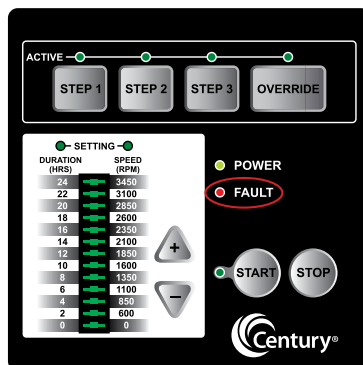 ACTIVE
STEP 1 STEP 2 STEP 3 OVERRIDE
SETTING
DURATION SPEED
(HRS) (RPM)
24 3450
22 3100
20 2850
18 2600
16 2350
14 2100
12 1850
10 1600
8 1350
6 1100
4 850
2 600
0 0
+
−
POWER
FAULT
START STOP
Century®